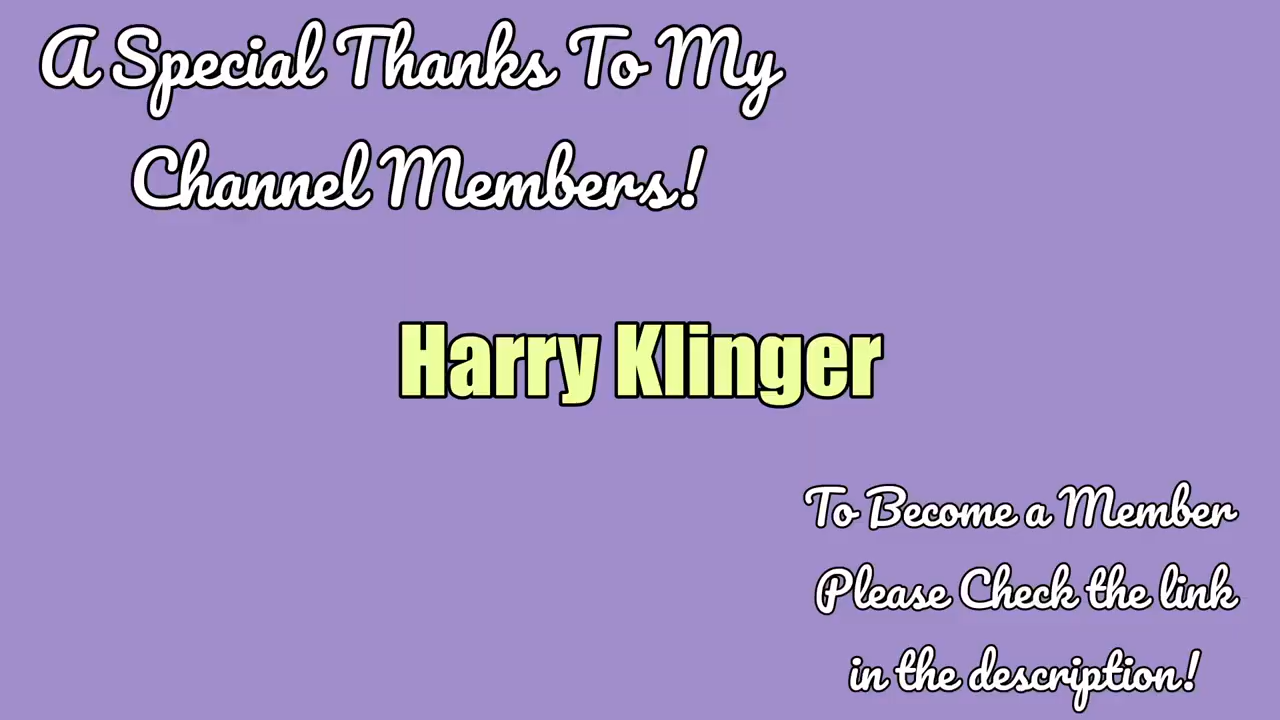 A Special Thanks To My
Channel Members!
Harry Klinger
To Become a Member
Please Check the link
in the description!